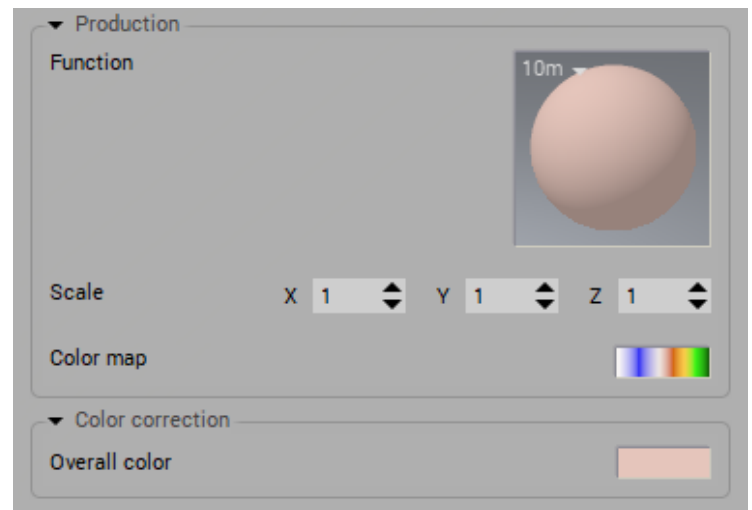 Production
Function
10m
Scale X 1 Y 1 Z 1
Color map
Color correction
Overall color